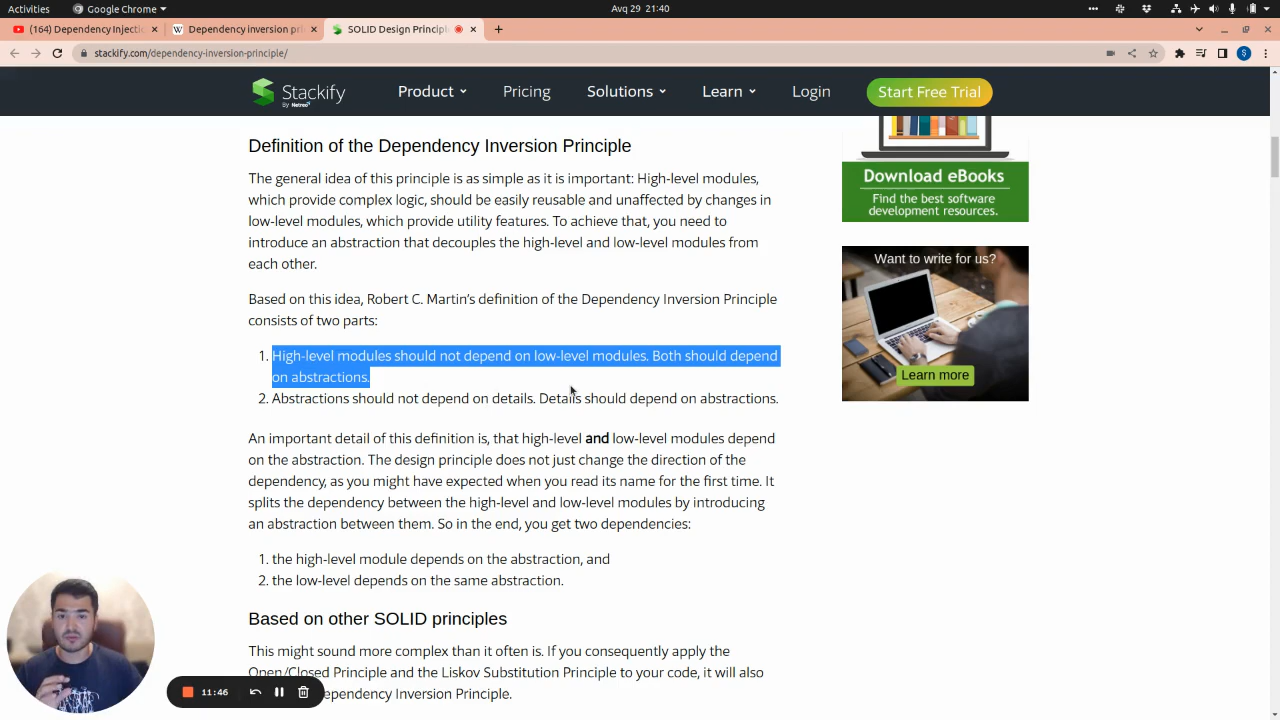 Activities
Google Chrome
Avq 29 21:40
(164) Dependency Injecti
Dependency inversion pri
SOLID Design Principl
stackify.com/dependency-inversion-principle/
S
Stackify
By Netreo
Product
Pricing
Solutions
Learn
Login
Start Free Trial
Definition of the Dependency Inversion Principle
The general idea of this principle is as simple as it is important: High-level modules,
which provide complex logic, should be easily reusable and unaffected by changes in
low-level modules, which provide utility features. To achieve that, you need to
introduce an abstraction that decouples the high-level and low-level modules from
each other.
Based on this idea, Robert C. Martin’s definition of the Dependency Inversion Principle
consists of two parts:
1. High-level modules should not depend on low-level modules. Both should depend
on abstractions.
2. Abstractions should not depend on details. Details should depend on abstractions.
An important detail of this definition is, that high-level and low-level modules depend
on the abstraction. The design principle does not just change the direction of the
dependency, as you might have expected when you read its name for the first time. It
splits the dependency between the high-level and low-level modules by introducing
an abstraction between them. So in the end, you get two dependencies:
1. the high-level module depends on the abstraction, and
2. the low-level depends on the same abstraction.
Based on other SOLID principles
This might sound more complex than it often is. If you consequently apply the
Open/Closed Principle and the Liskov Substitution Principle to your code, it will also
ependency Inversion Principle.
Download eBooks
Find the best software
development resources.
Want to write for us?
Learn more
11:46